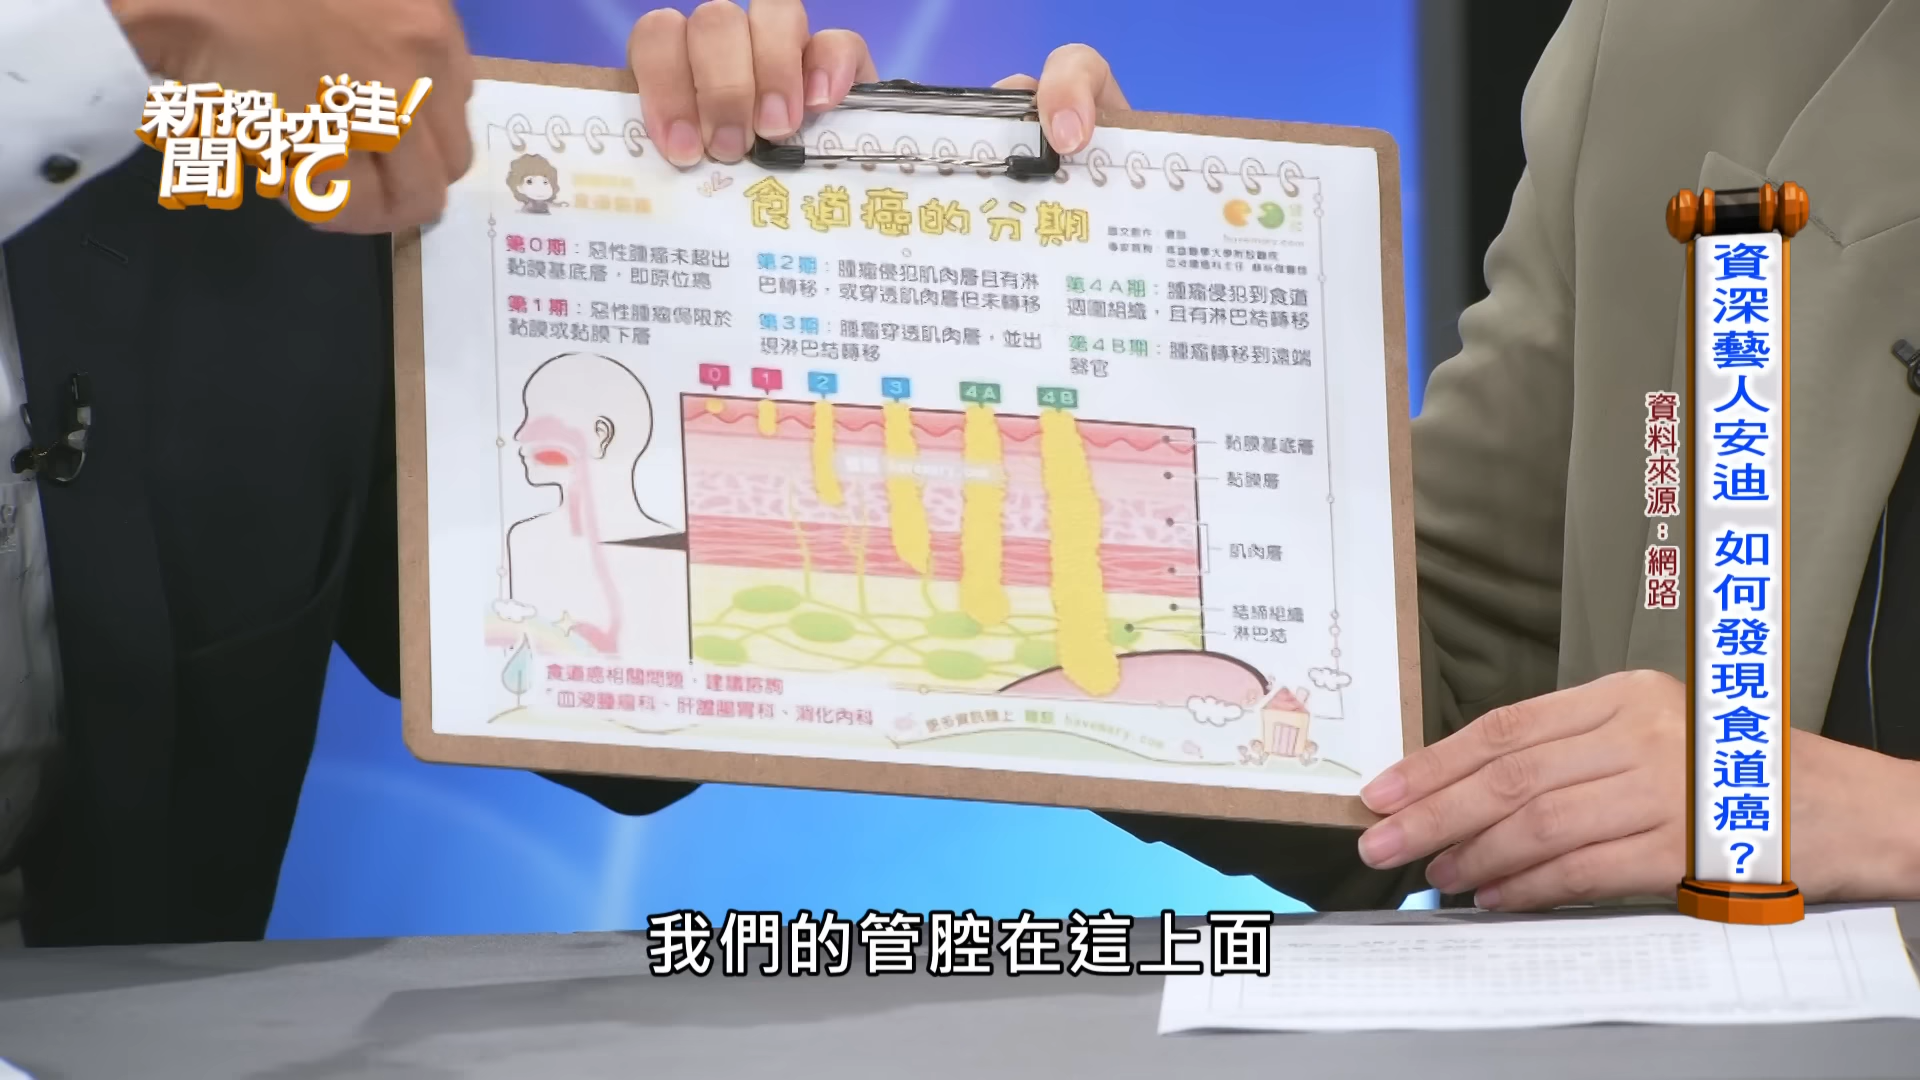 新聞挖挖哇!
食道癌的分期
第0期：惡性腫瘤未超出
黏膜基底層，即原位癌
第1期：惡性腫瘤侷限於
黏膜或黏膜下層
第2期：腫瘤侵犯肌肉層且有淋
巴轉移，或穿透肌肉層但未轉移
第3期：腫瘤穿透肌肉層，並出
現淋巴結轉移
第4A期：腫瘤侵犯到食道
週圍組織，且有淋巴結轉移
第4B期：腫瘤轉移到遠端
器官
0
1
2
3
4A
4B
黏膜基底層
黏膜層
肌肉層
結締組織
淋巴結
食道癌相關問題，建議諮詢
血液腫瘤科、肝膽腸胃科、消化內科
更多資訊請上
havemary.com
資深藝人安迪 如何發現食道癌?
資料來源:網路
我們的管腔在這上面